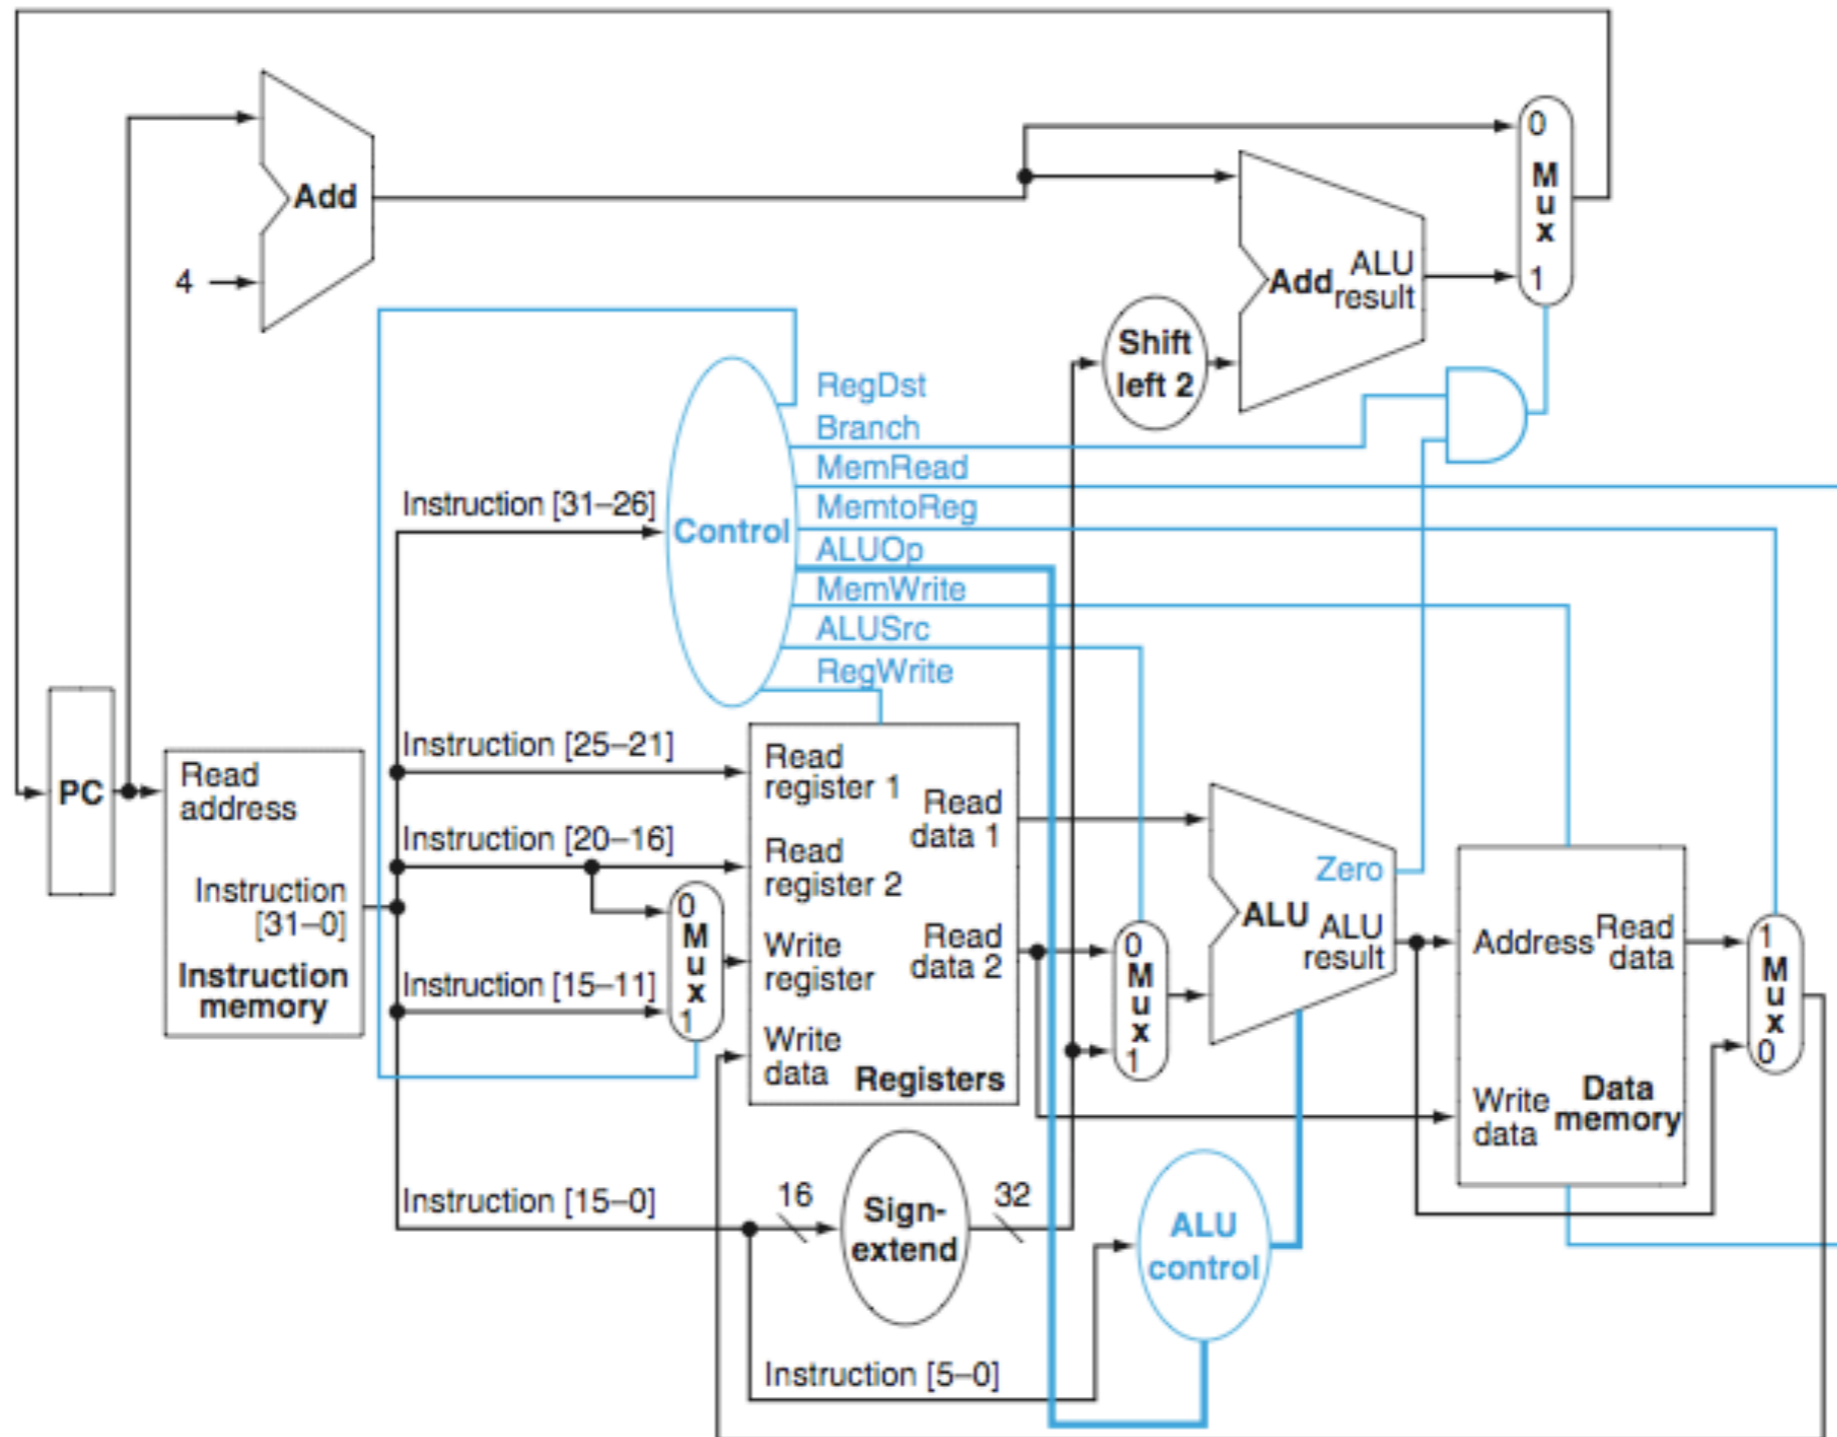 0
M
u
x
1
Add
4
Add
ALU
result
Shift
left 2
RegDst
Branch
MemRead
MemtoReg
ALUOp
MemWrite
ALUSrc
RegWrite
Control
Instruction [31–26]
Instruction [25–21]
Instruction [20–16]
Instruction [15–11]
Instruction [15–0]
Instruction [5–0]
PC
Read
address
Instruction
[31–0]
Instruction
memory
0
M
u
x
1
Read
register 1
Read
register 2
Write
register
Write
data
Read
data 1
Read
data 2
Registers
16
Sign-
extend
32
0
M
u
x
1
Zero
ALU
ALU
result
ALU
control
Address
Read
data
Write
data
Data
memory
1
M
u
x
0